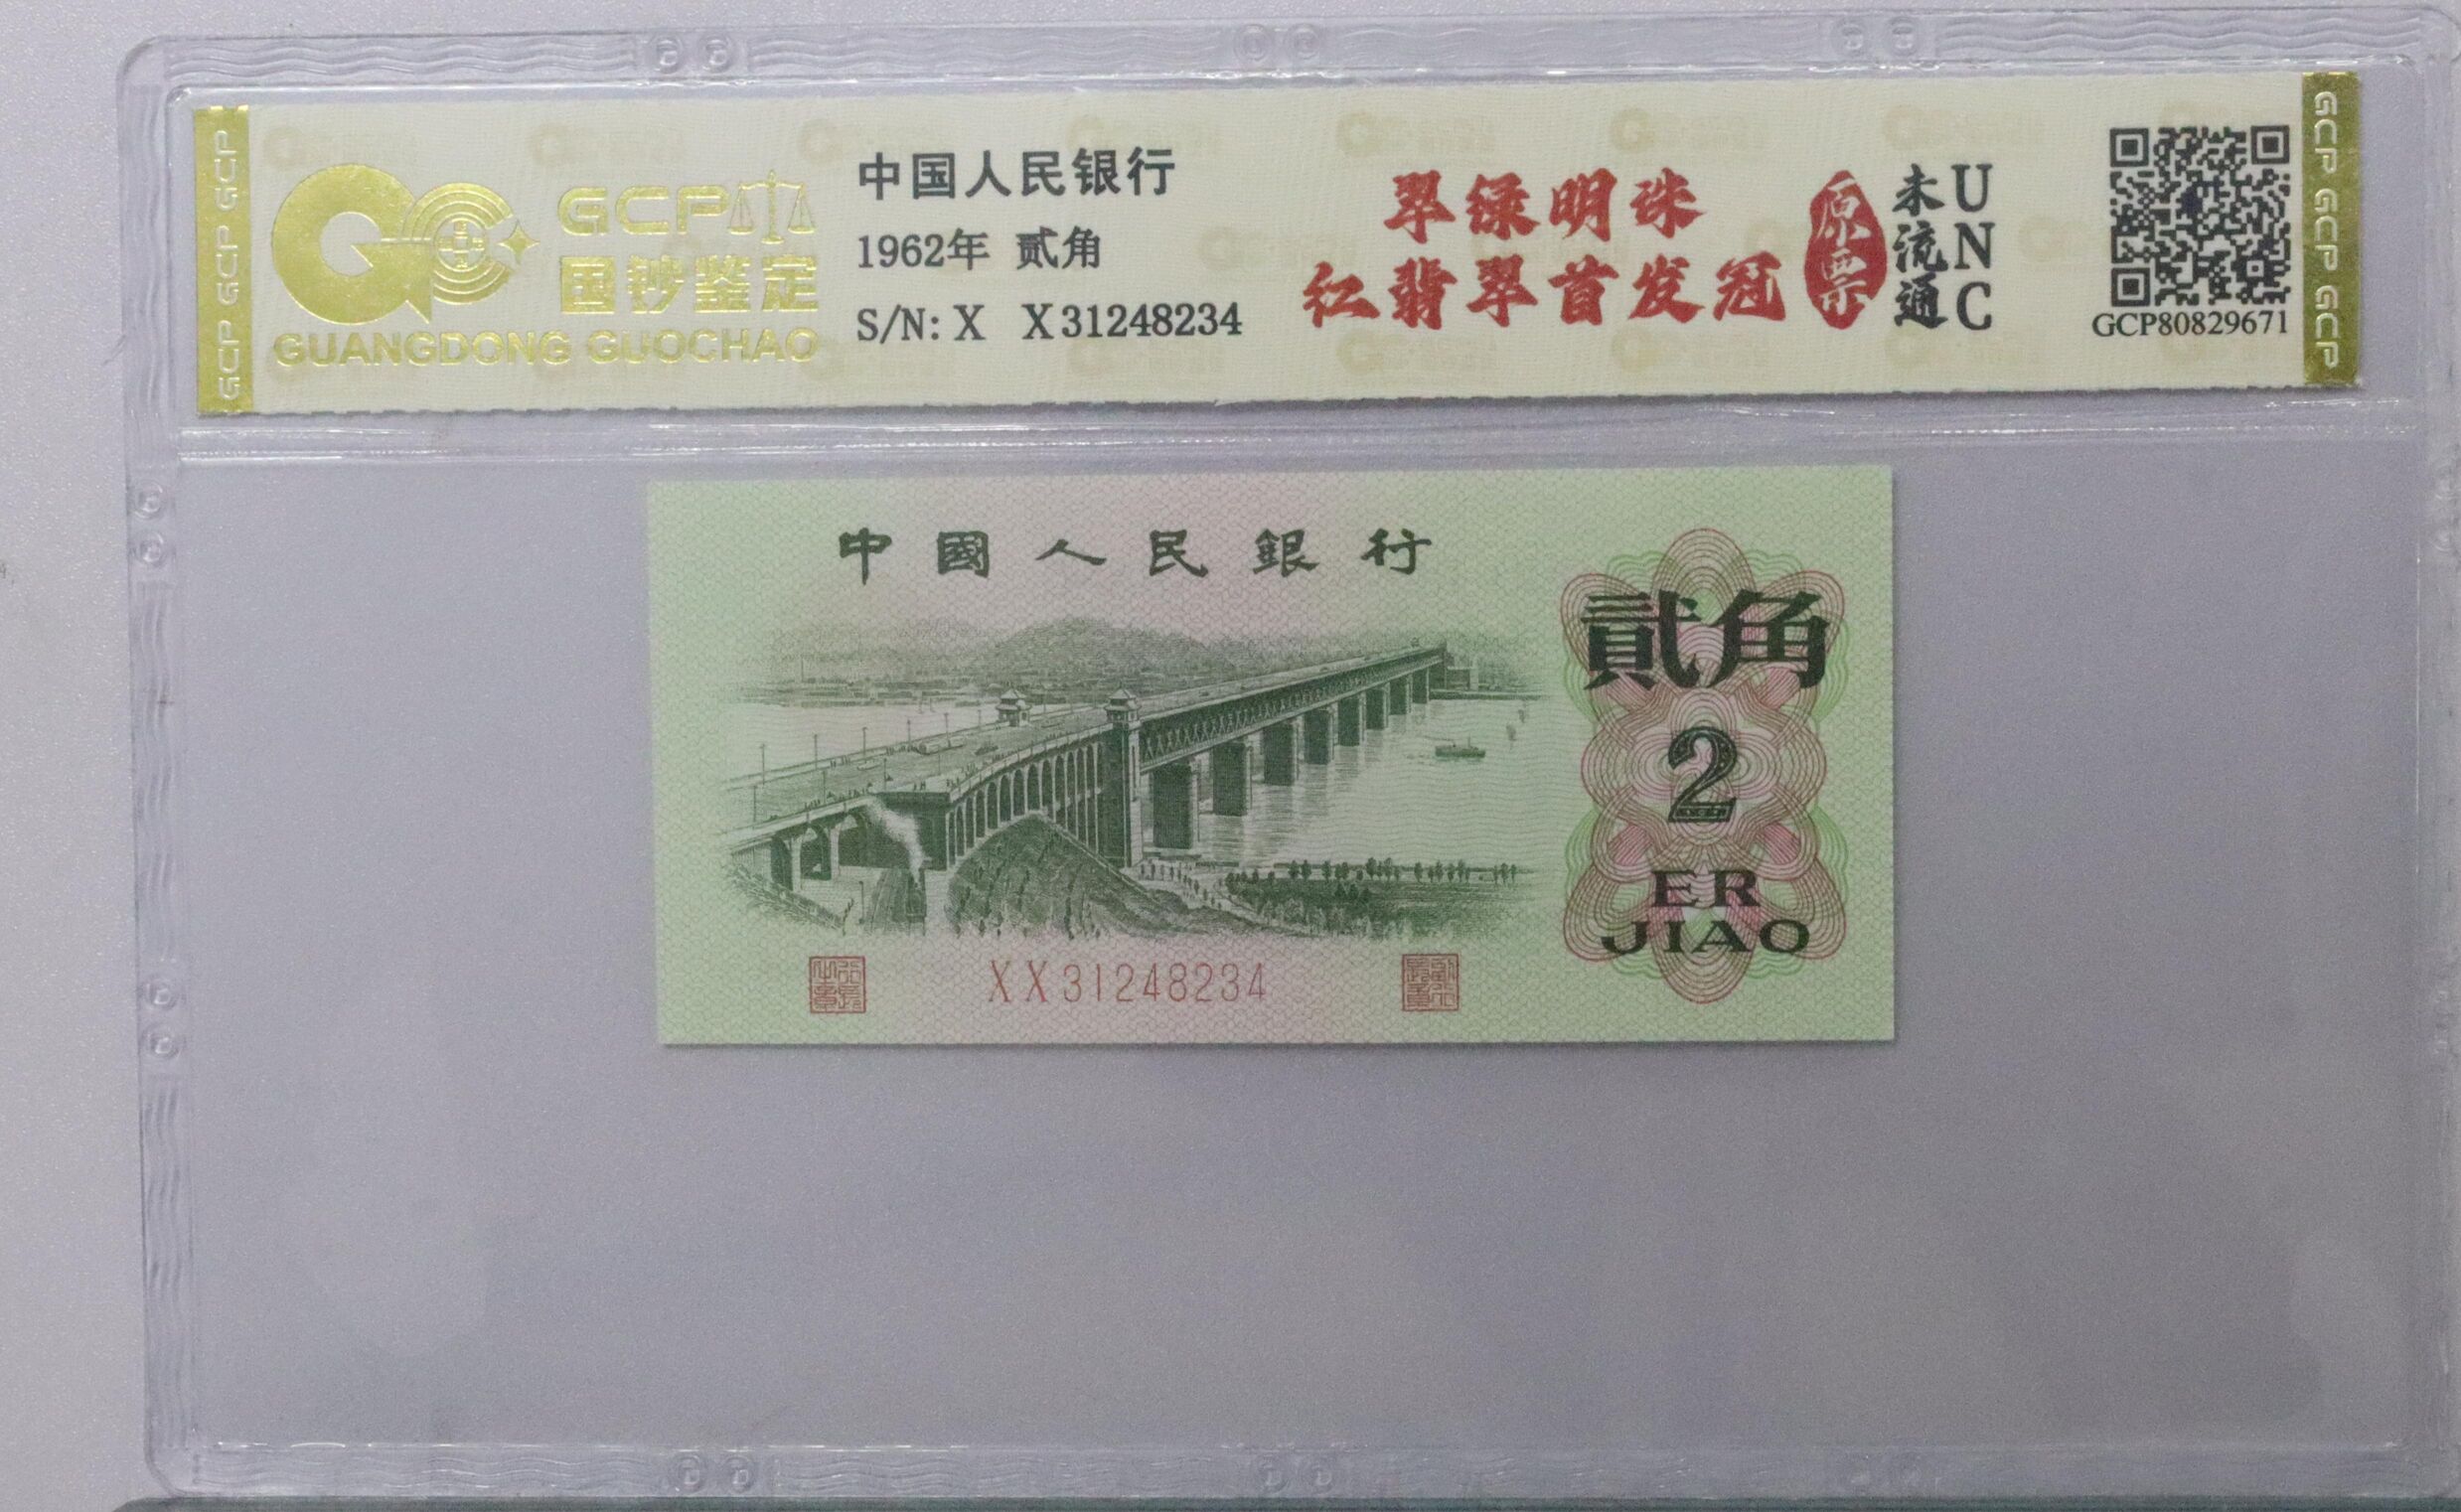 GCP GCP GCP
GCP
国钞鉴定
GUANGDONG GUOCHAO
中国人民银行
1962年 贰角
S/N: X X31248234
翠绿明珠
红翡翠首发冠
原票
未流通
UNC
GCP80829671
GCP GCP GCP
中國人民銀行
貳角
2
ER
JIAO
XX31248234